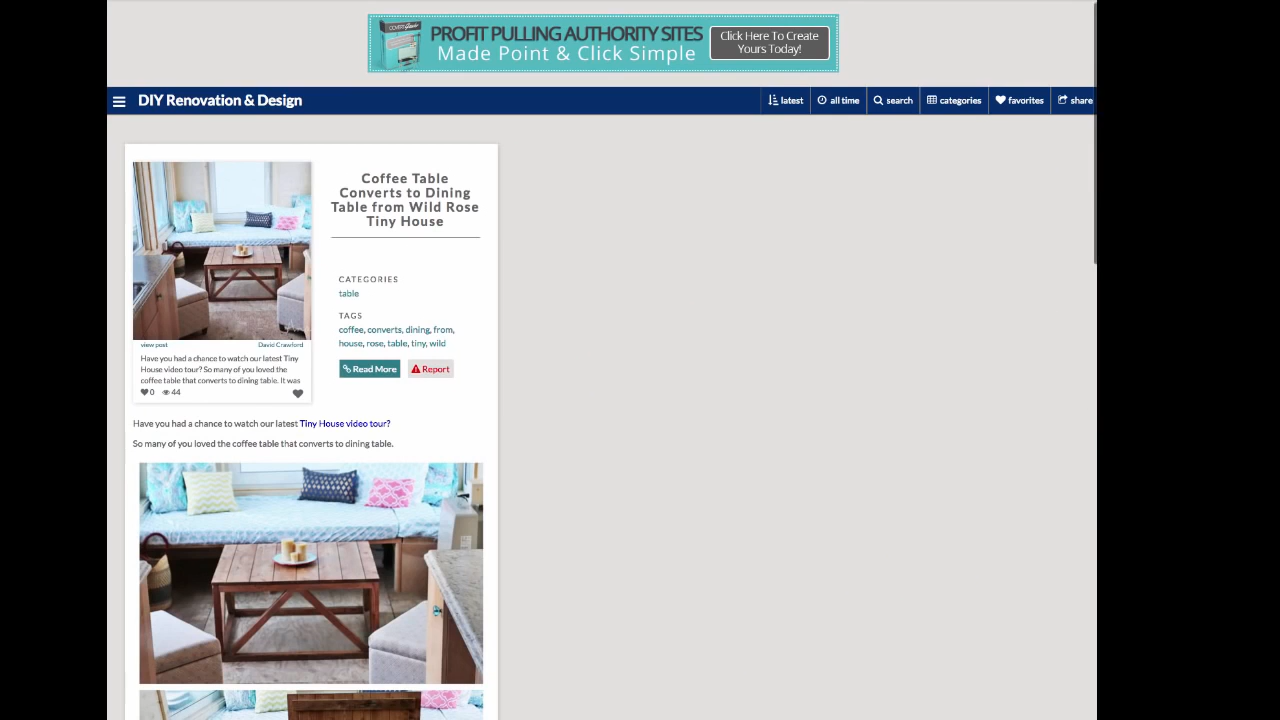 PROFIT PULLING AUTHORITY SITES
Made Point & Click Simple
Click Here To Create
Yours Today!
DIY Renovation & Design
latest
all time
search
categories
favorites
share
Coffee Table
Converts to Dining
Table from Wild Rose
Tiny House
CATEGORIES
table
TAGS
coffee, converts, dining, from,
house, rose, table, tiny, wild
Read More
Report
view post
David Crawford
Have you had a chance to watch our latest Tiny
House video tour? So many of you loved the
coffee table that converts to dining table. It was
0
44
Have you had a chance to watch our latest Tiny House video tour?
So many of you loved the coffee table that converts to dining table.